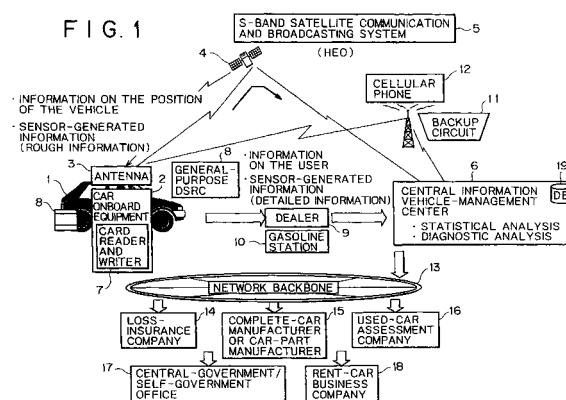 FIG. 1
S-BAND SATELLITE COMMUNICATION
AND BROADCASTING SYSTEM
5
(HEO)
4
CELLULAR
PHONE
12
11
BACKUP
CIRCUIT
· INFORMATION ON THE POSITION
OF THE VEHICLE
· SENSOR-GENERATED
INFORMATION
(ROUGH INFORMATION)
3
ANTENNA
8
GENERAL-
PURPOSE
DSRC
· INFORMATION
ON THE USER
· SENSOR-GENERATED
INFORMATION
(DETAILED INFORMATION)
6
19
CENTRAL INFORMATION
VEHICLE-MANAGEMENT
CENTER
· STATISTICAL ANALYSIS
· DIAGNOSTIC ANALYSIS
1
2
8
CAR
ONBOARD
EQUIPMENT
CARD
READER
AND
WRITER
7
DEALER
9
10
GASOLINE
STATION
NETWORK BACKBONE
13
LOSS-
INSURANCE
COMPANY
14
COMPLETE-CAR
MANUFACTURER
OR CAR-PART
MANUFACTURER
15
USED-CAR
ASSESSMENT
COMPANY
16
17
CENTRAL-GOVERNMENT/
SELF-GOVERNMENT
OFFICE
RENT-CAR
BUSINESS
COMPANY
18